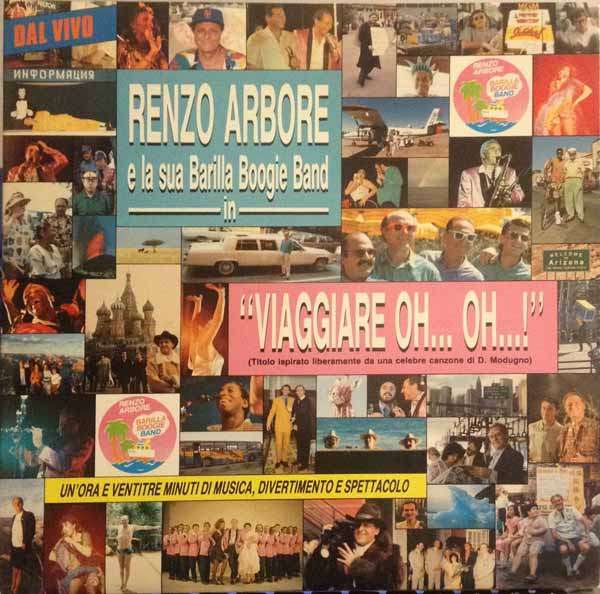 DAL VIVO
ИНФОРМАЦИЯ
RENZO ARBORE
e la sua Barilla Boogie Band
in
RENZO
ARBORE
BARILLA
BOOGIE
BAND
WELCOME
Arizona
"VIAGGIARE OH... OH...!"
(Titolo ispirato liberamente da una celebre canzone di D. Modugno)
RENZO
ARBORE
BARILLA
BOOGIE
BAND
UN'ORA E VENTITRE MINUTI DI MUSICA, DIVERTIMENTO E SPETTACOLO